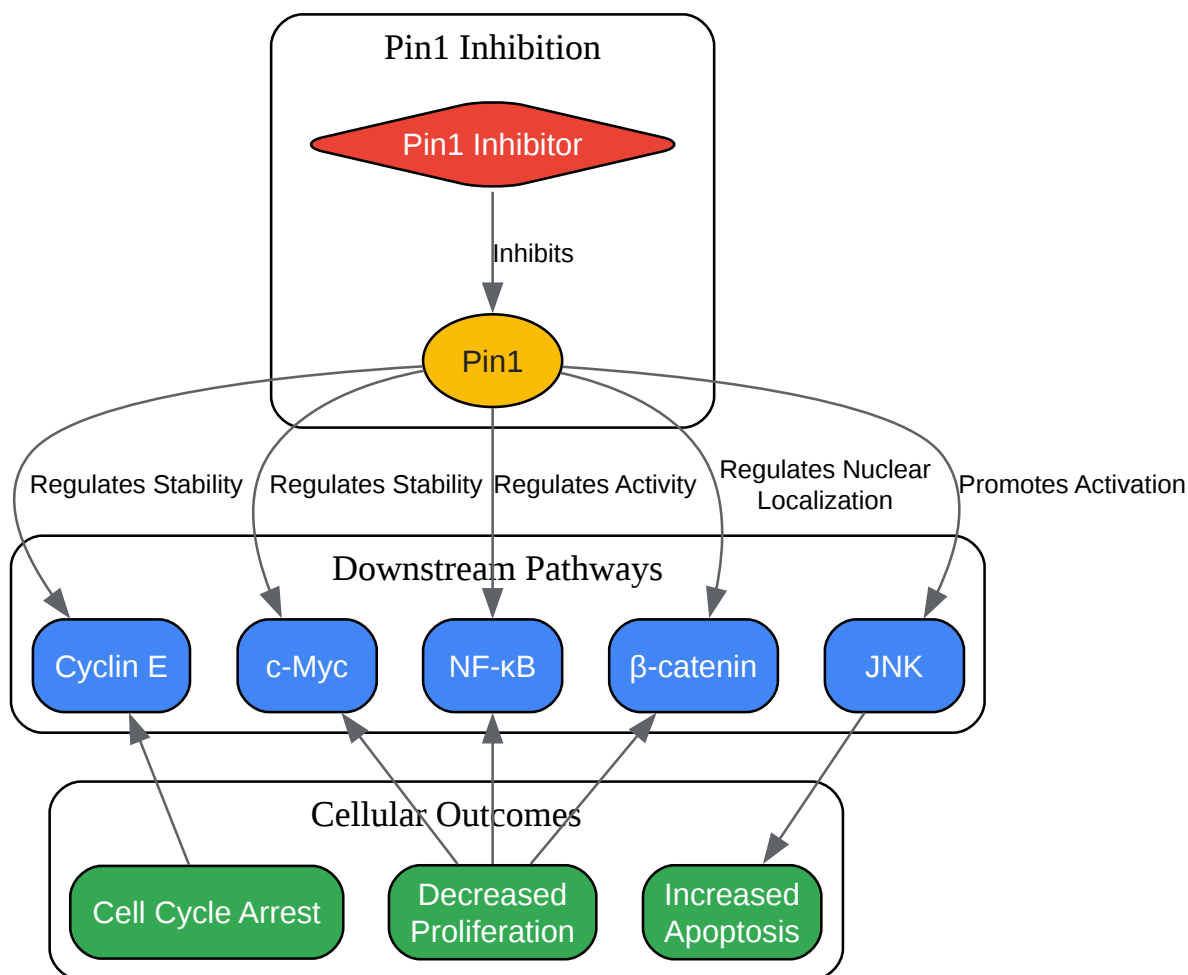 Pin1 Inhibition
Pin1 Inhibitor
Inhibits
Pin1
Regulates Stability
Regulates Stability
Regulates Activity
Regulates Nuclear
Localization
Promotes Activation
Downstream Pathways
Cyclin E
c-Myc
NF-κB
β-catenin
JNK
Cellular Outcomes
Cell Cycle Arrest
Decreased
Proliferation
Increased
Apoptosis